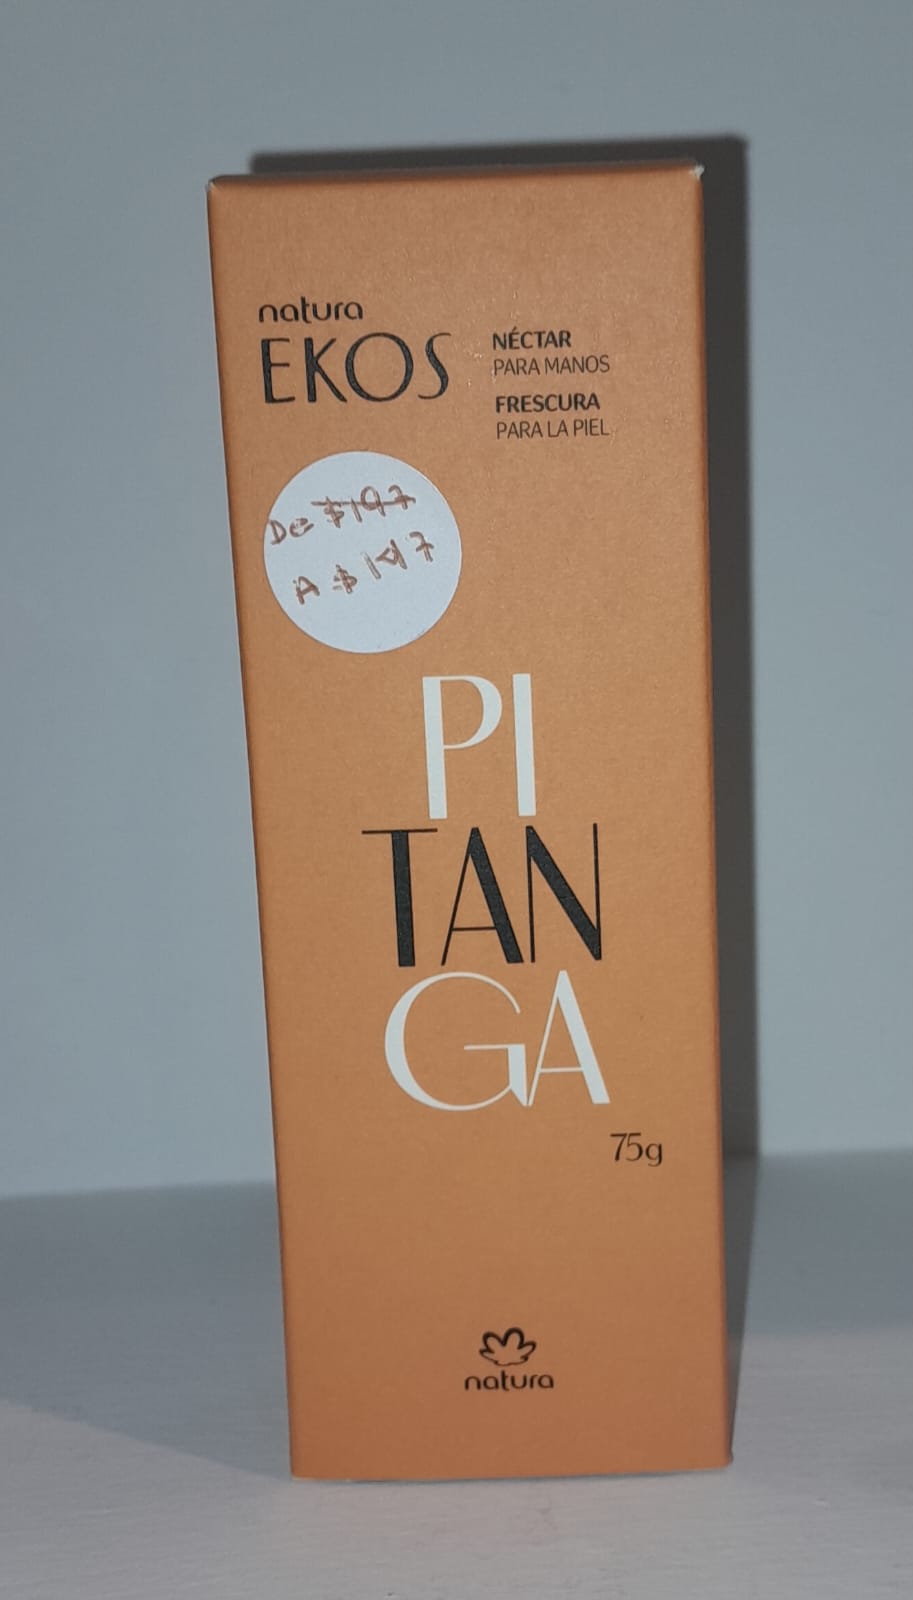 natura
EKOS
NÉCTAR
PARA MANOS
FRESCURA
PARA LA PIEL
De $197
A $147
PI
TAN
GA
75g
natura